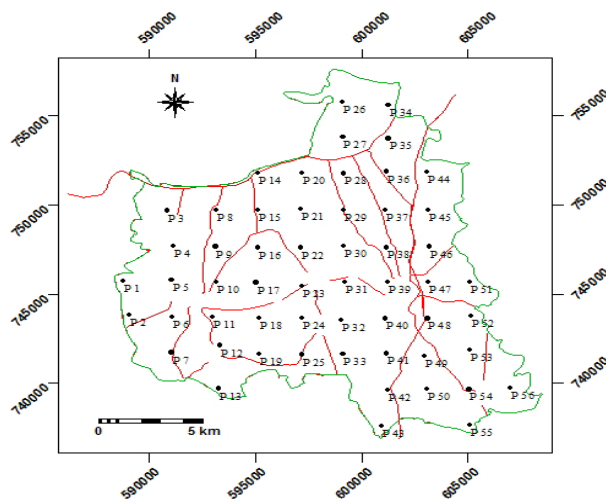 590000 595000 600000 605000
N
755000 755000
P 26 P 34
P 27 P 35
P 14 P 20 P 28 P 36 P 44
750000 750000
P 3 P 8 P 15 P 21 P 29 P 37 P 45
P 4 P 9 P 16 P 22 P 30 P 38 P 46
745000 745000
P 1 P 5 P 10 P 17 P 23 P 31 P 39 P 47 P 51
P 2 P 6 P 11 P 18 P 24 P 32 P 40 P 48 P 52
P 7 P 12 P 19 P 25 P 33 P 41 P 49 P 53
740000 740000
P 13 P 42 P 50 P 54 P 56
P 43 P 55
0 5 km
590000 595000 600000 605000